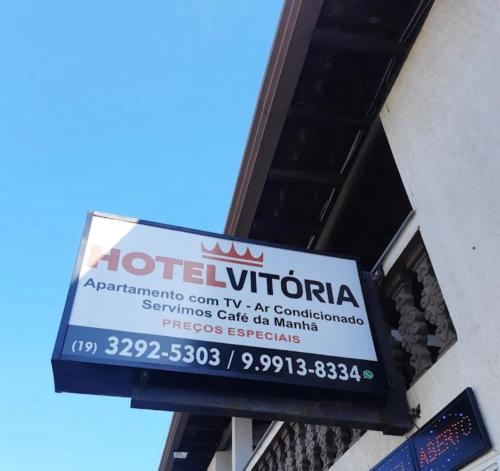 HOTEL VITÓRIA
Apartamento com TV - Ar Condicionado
Servimos Café da Manhã
PREÇOS ESPECIAIS
(19) 3292-5303 / 9.9913-8334
ABERTO